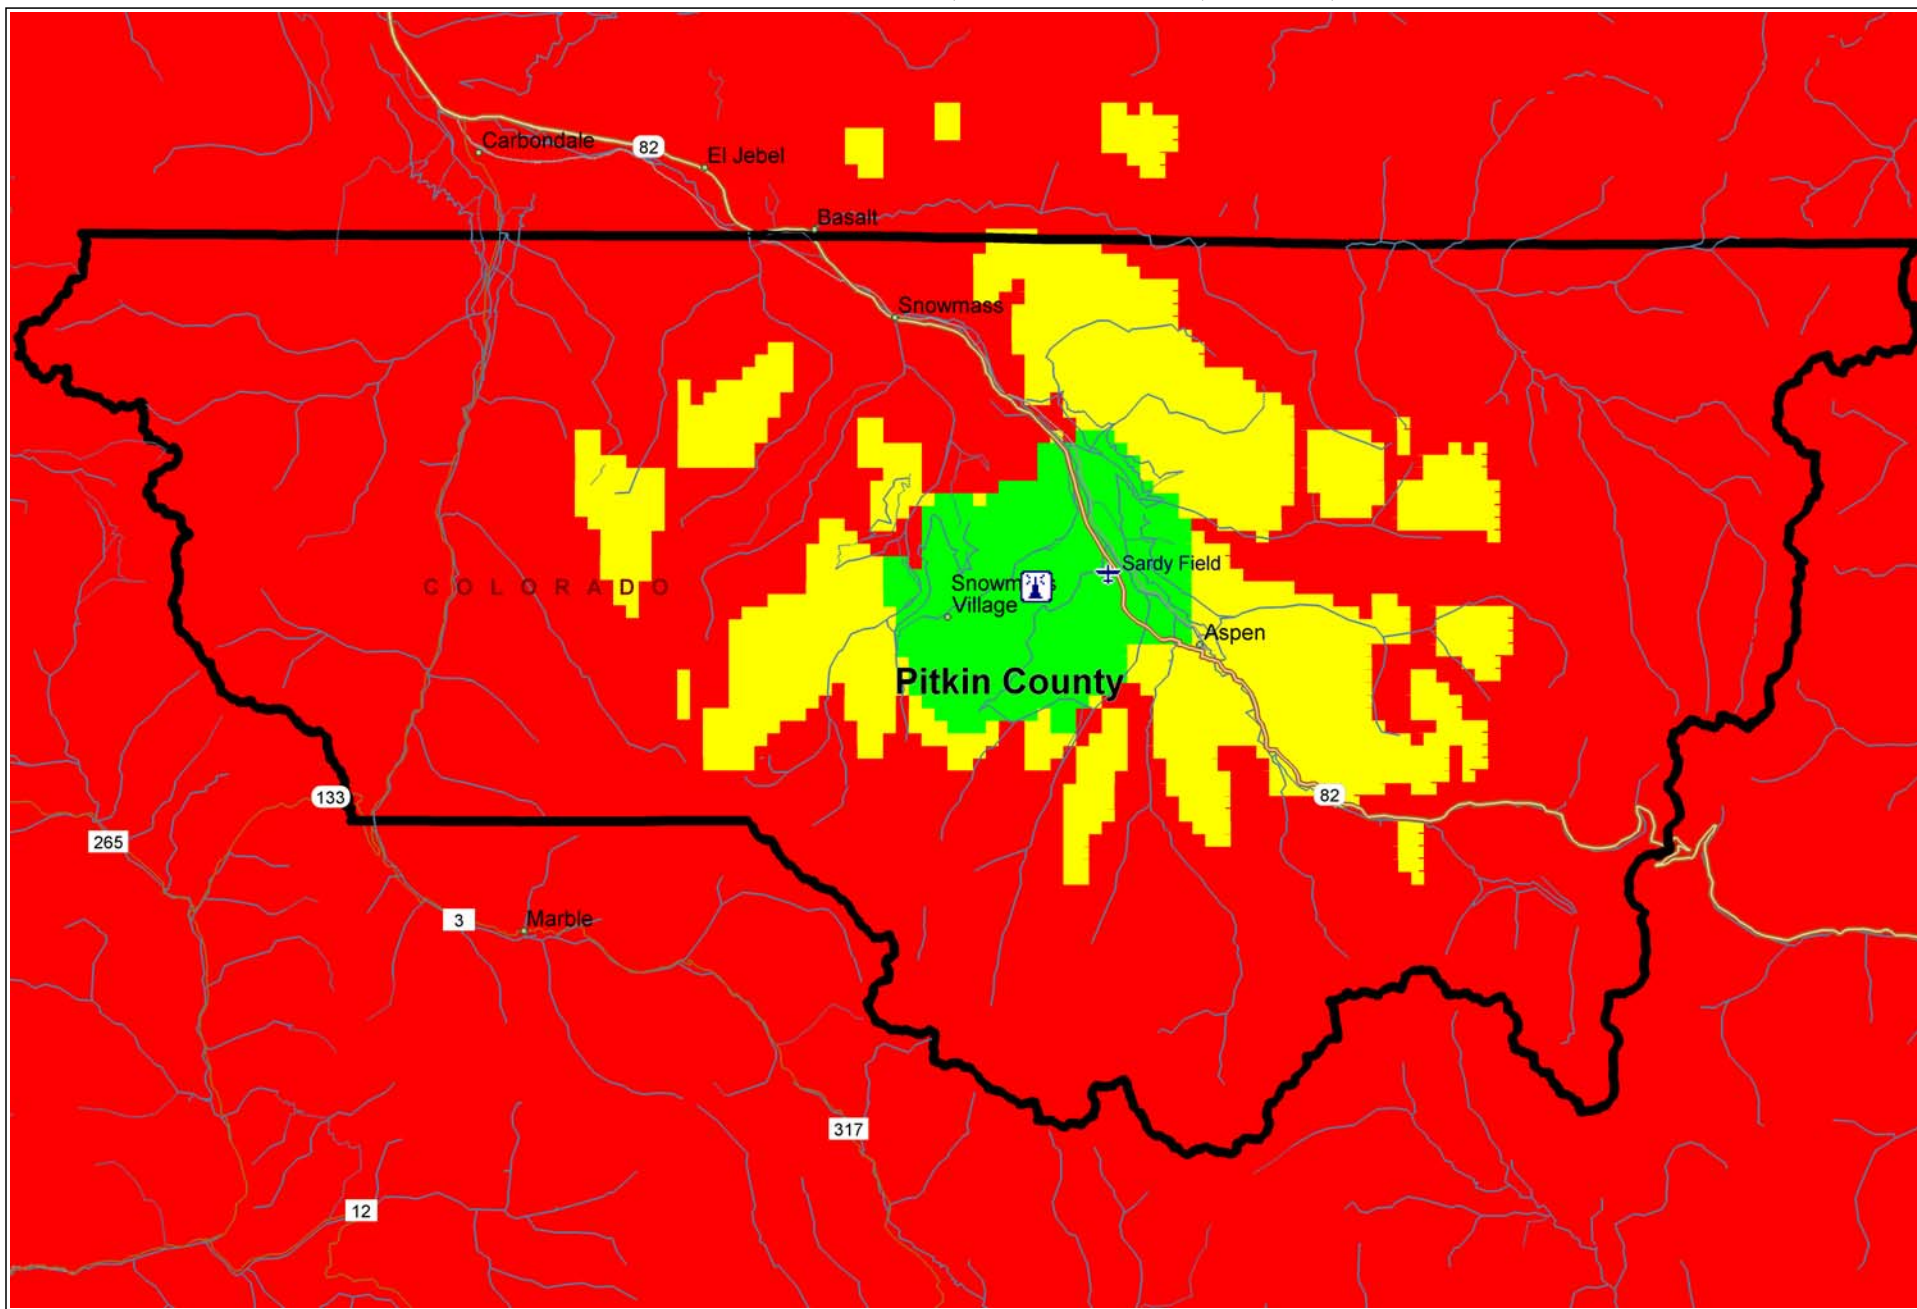 Carbondale
82
El Jebel
Basalt
Snowmass
COLORADO
Sardy Field
Village
Aspen
Pitkin County
133
82
265
3
Marble
317
12